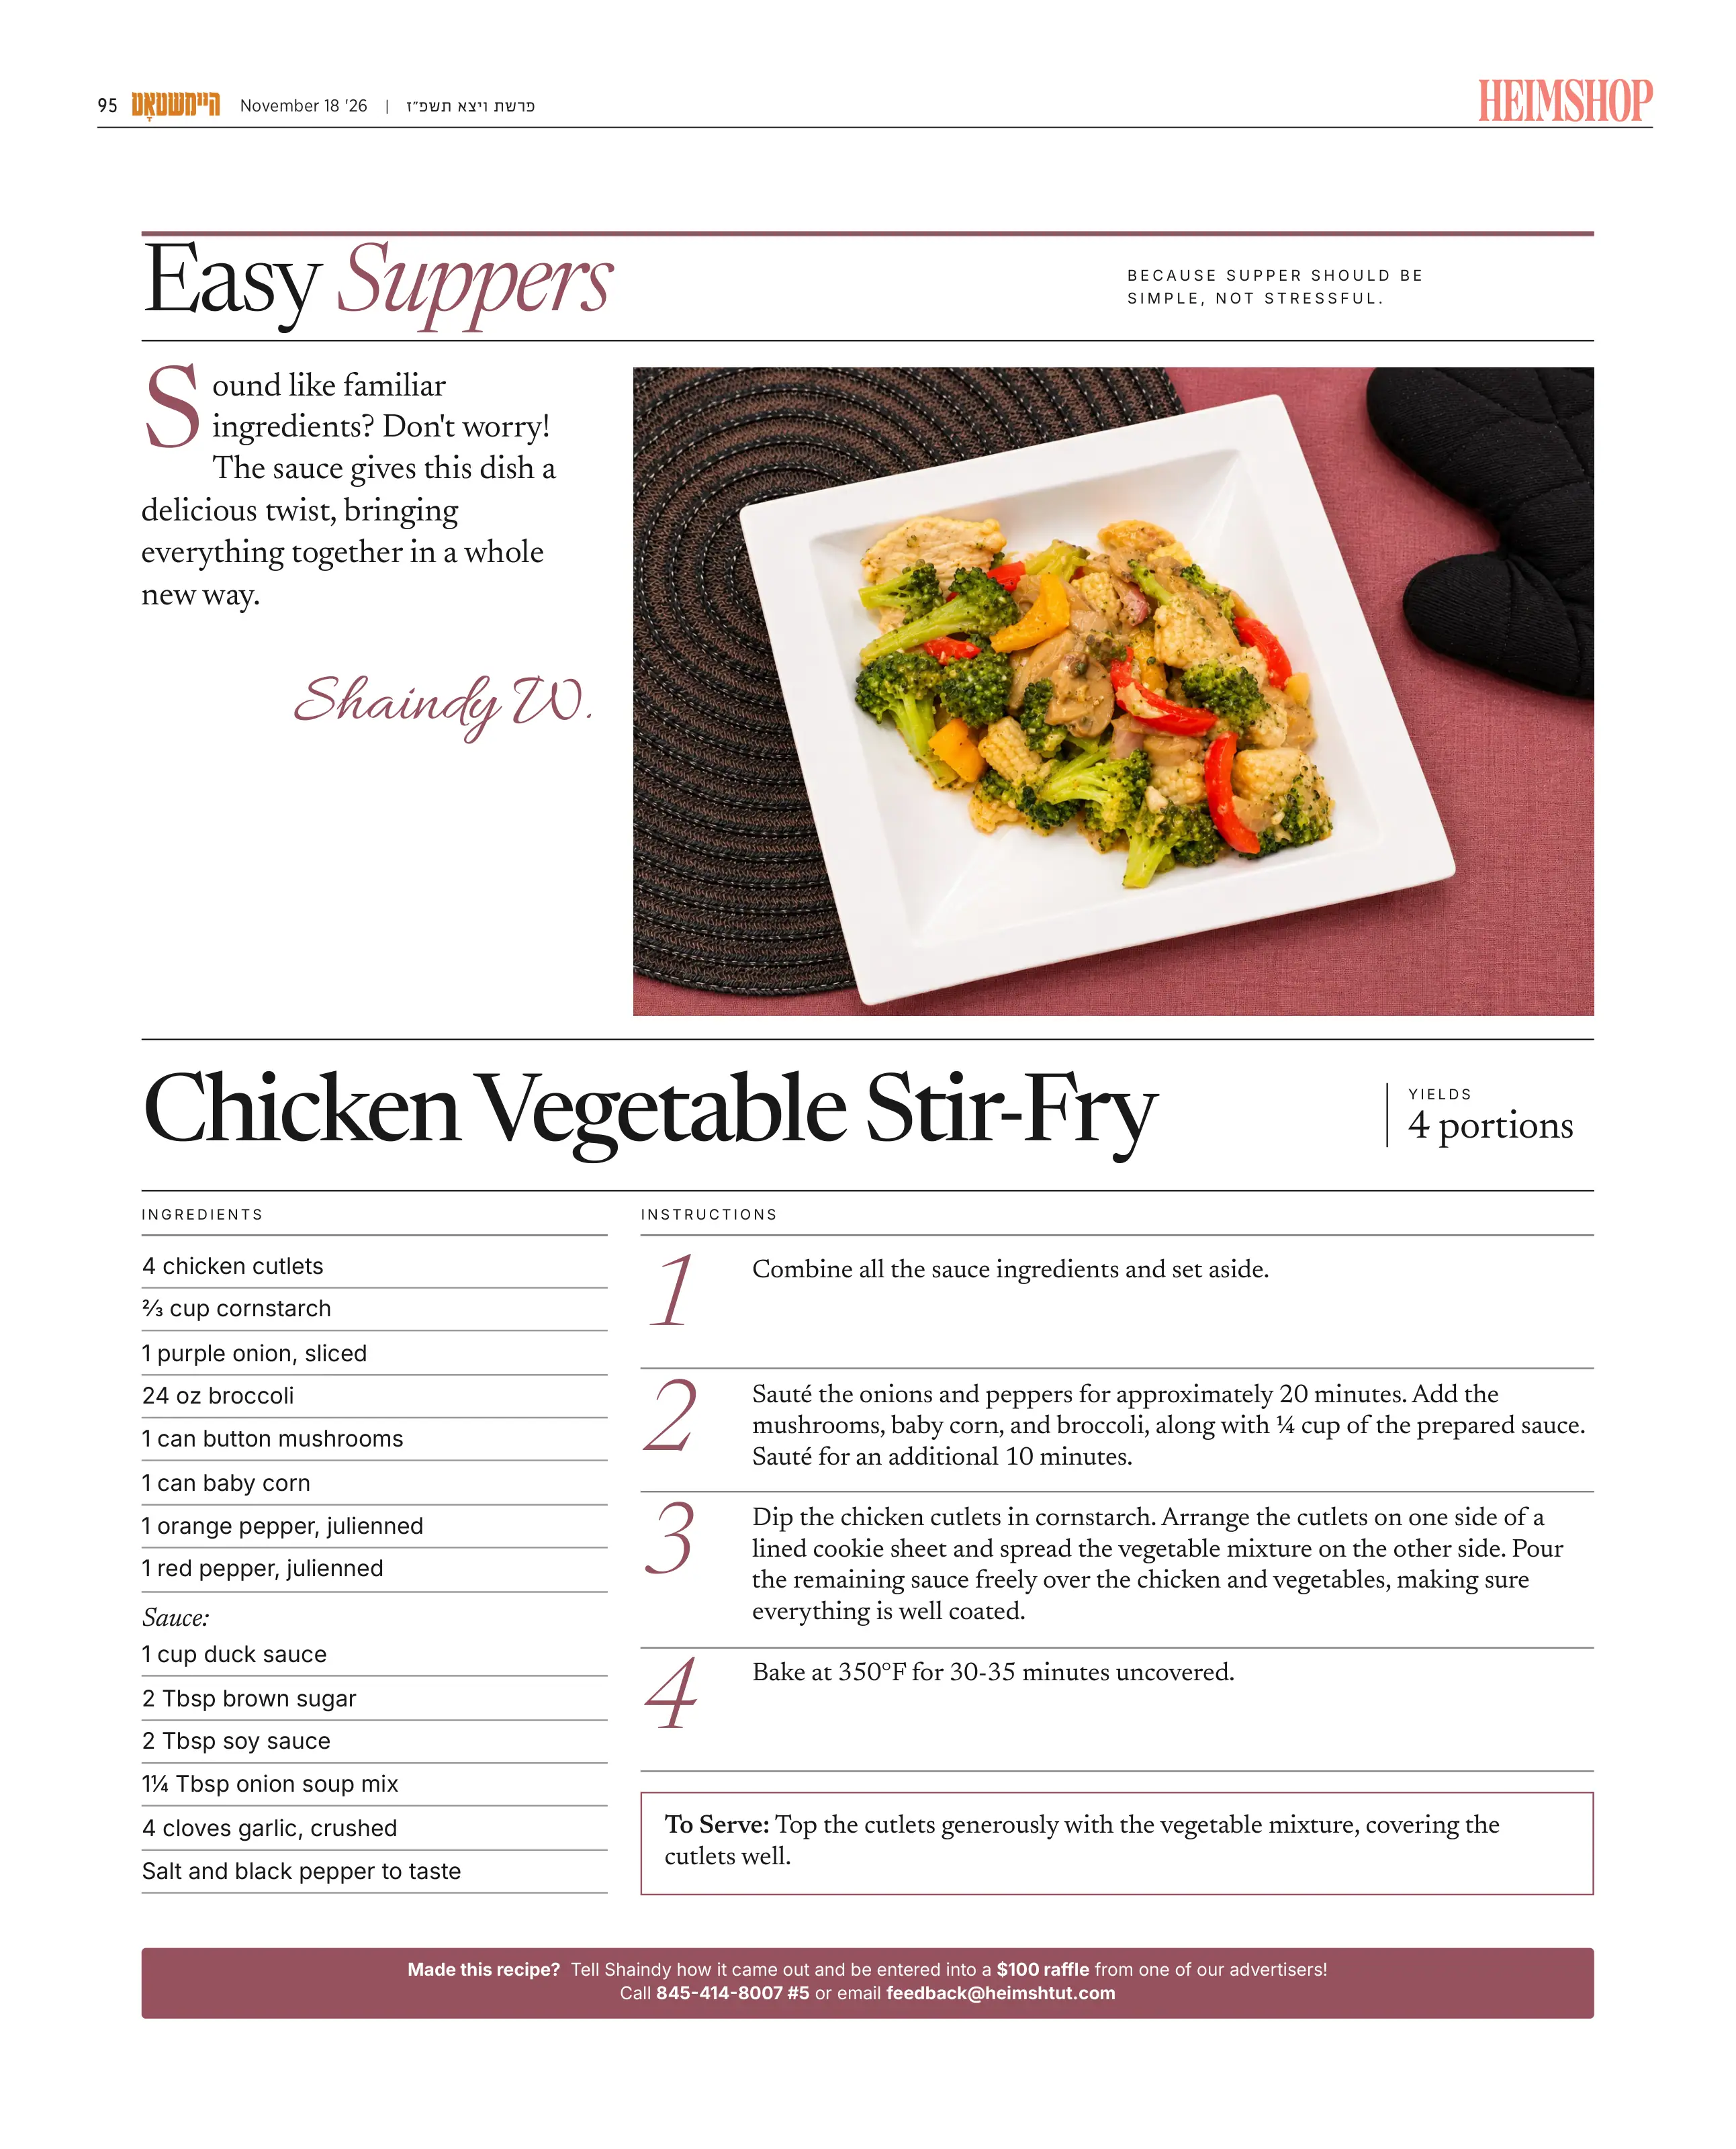 95 היימשטאָט November 18 '26 | פרשת ויצא תשפ״ז
HEIMSHOP
Easy Suppers
BECAUSE SUPPER SHOULD BE
SIMPLE, NOT STRESSFUL.
Sound like familiar
ingredients? Don't worry!
The sauce gives this dish a
delicious twist, bringing
everything together in a whole
new way.
Shaindy W.
Chicken Vegetable Stir-Fry
YIELDS
4 portions
INGREDIENTS
4 chicken cutlets
⅔ cup cornstarch
1 purple onion, sliced
24 oz broccoli
1 can button mushrooms
1 can baby corn
1 orange pepper, julienned
1 red pepper, julienned
Sauce:
1 cup duck sauce
2 Tbsp brown sugar
2 Tbsp soy sauce
1¼ Tbsp onion soup mix
4 cloves garlic, crushed
Salt and black pepper to taste
INSTRUCTIONS
1 Combine all the sauce ingredients and set aside.
2 Sauté the onions and peppers for approximately 20 minutes. Add the
mushrooms, baby corn, and broccoli, along with ¼ cup of the prepared sauce.
Sauté for an additional 10 minutes.
3 Dip the chicken cutlets in cornstarch. Arrange the cutlets on one side of a
lined cookie sheet and spread the vegetable mixture on the other side. Pour
the remaining sauce freely over the chicken and vegetables, making sure
everything is well coated.
4 Bake at 350°F for 30-35 minutes uncovered.
To Serve: Top the cutlets generously with the vegetable mixture, covering the
cutlets well.
Made this recipe? Tell Shaindy how it came out and be entered into a $100 raffle from one of our advertisers!
Call 845-414-8007 #5 or email feedback@heimshtut.com